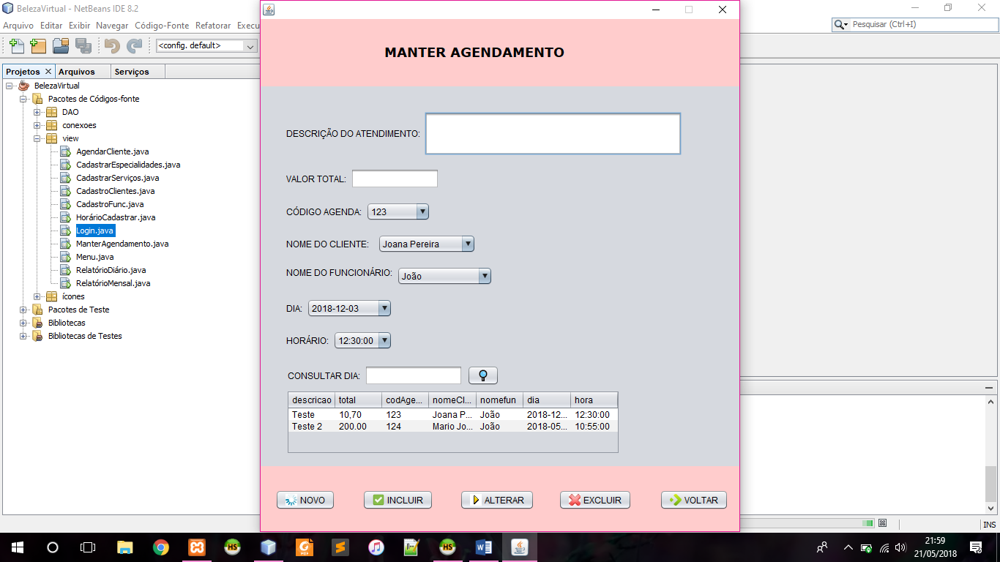 BelezaVirtual - NetBeans IDE 8.2
Arquivo Editar Exibir Navegar Código-Fonte Refatorar Execu
Pesquisar (Ctrl+I)
<config. default>
Projetos Arquivos Serviços
BelezaVirtual
Pacotes de Códigos-fonte
DAO
conexoes
view
AgendarCliente.java
CadastrarEspecialidades.java
CadastrarServiços.java
CadastroClientes.java
CadastroFunc.java
HorárioCadastrar.java
Login.java
ManterAgendamento.java
Menu.java
RelatórioDiário.java
RelatórioMensal.java
ícones
Pacotes de Teste
Bibliotecas
Bibliotecas de Testes
MANTER AGENDAMENTO
DESCRIÇÃO DO ATENDIMENTO:
VALOR TOTAL:
CÓDIGO AGENDA: 123
NOME DO CLIENTE: Joana Pereira
NOME DO FUNCIONÁRIO: João
DIA: 2018-12-03
HORÁRIO: 12:30:00
CONSULTAR DIA:
descricao total codAge... nomeCl... nomefun dia hora
Teste 10,70 123 Joana P... João 2018-12... 12:30:00
Teste 2 200.00 124 Mario Jo... João 2018-05... 10:55:00
NOVO INCLUIR ALTERAR EXCLUIR VOLTAR
INS
HS
HS
21:59
21/05/2018